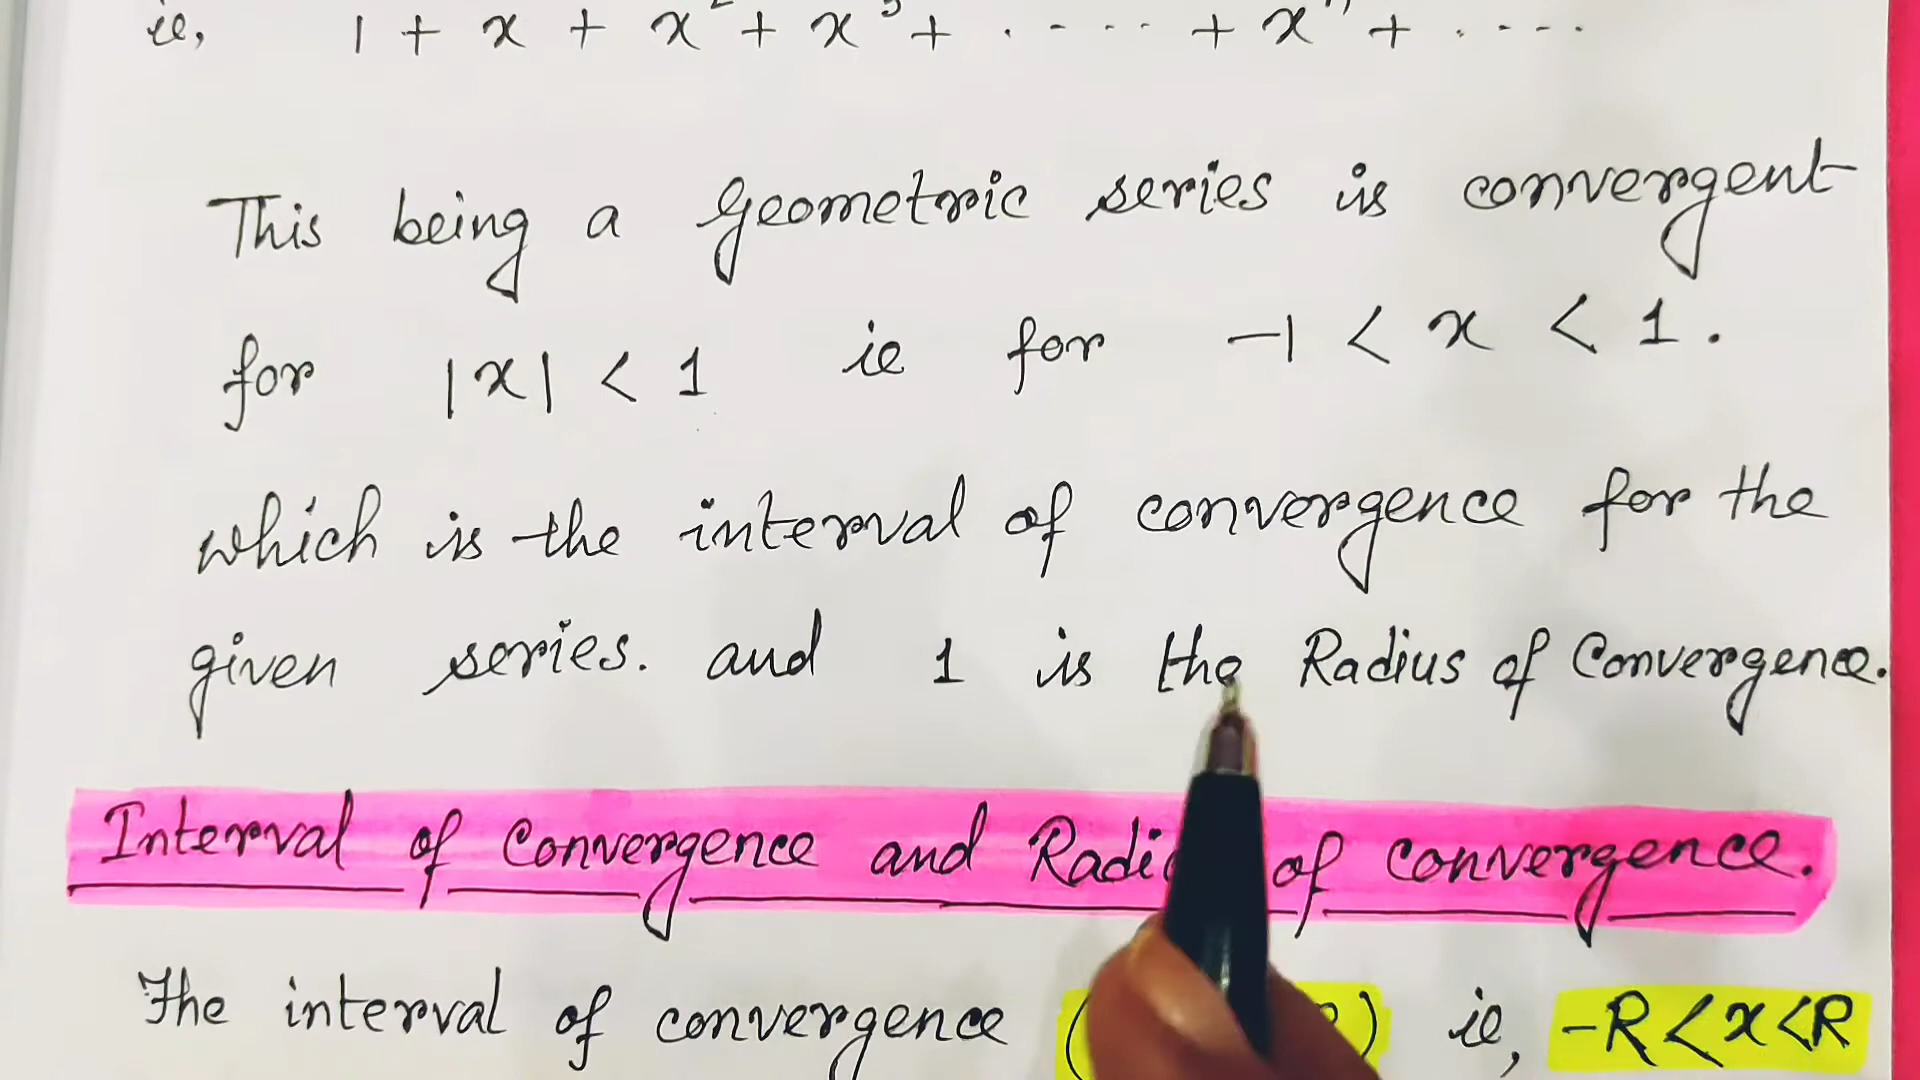 ie, 1 + x + x² + x³ + . - - - - + xⁿ + . - - - -
This being a geometric series is convergent
for |x| < 1 ie for -1 < x < 1.
which is the interval of convergence for the
given series. and 1 is the Radius of Convergence.
Interval of Convergence and Radi of convergence.
The interval of convergence ( ) ie, -R<x<R